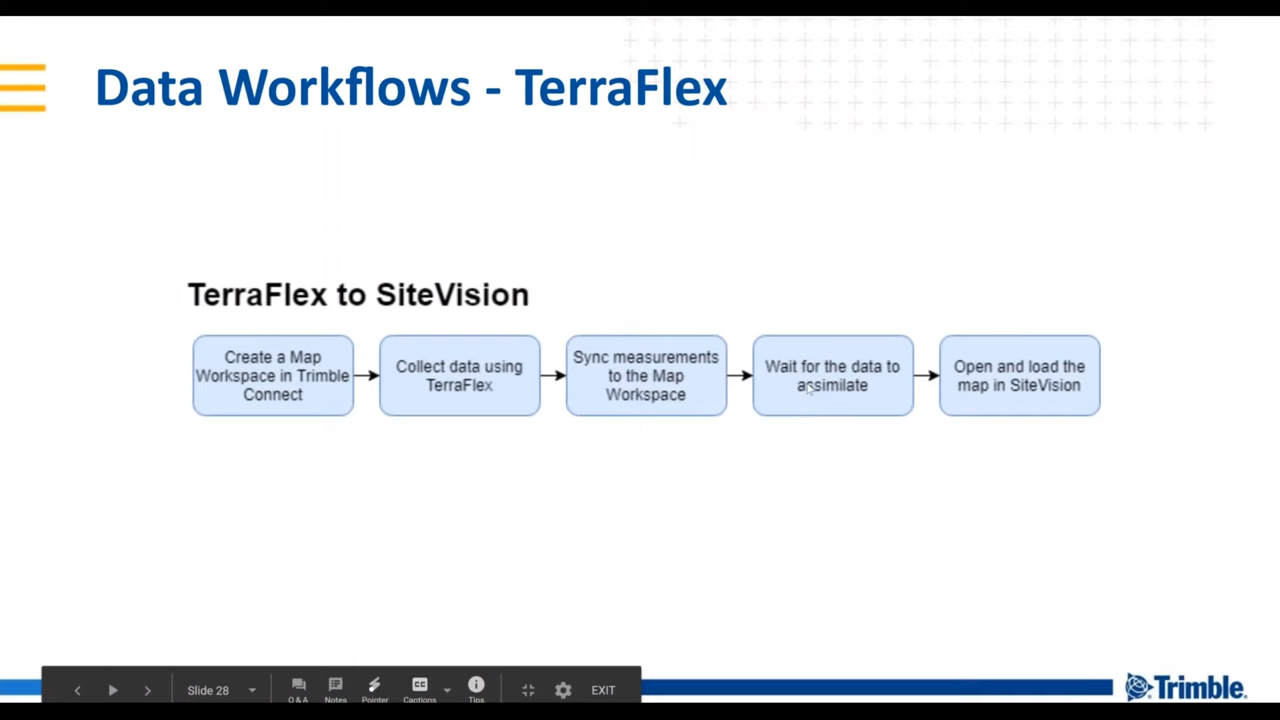 Data Workflows - TerraFlex
TerraFlex to SiteVision
Create a Map
Workspace in Trimble
Connect
Collect data using
TerraFlex
Sync measurements
to the Map
Workspace
Wait for the data to
assimilate
Open and load the
map in SiteVision
Slide 28
Q & A
Notes
Pointer
CC
Captions
Tips
EXIT
Trimble.